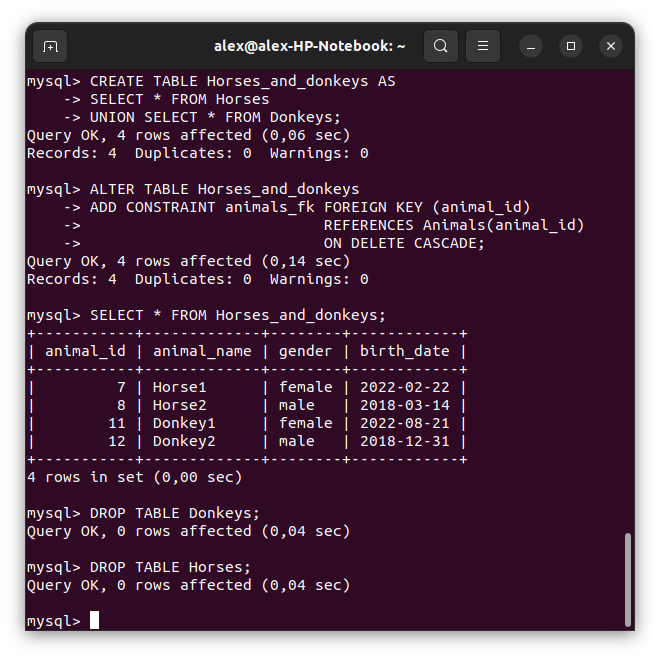 alex@alex-HP-Notebook: ~
mysql> CREATE TABLE Horses_and_donkeys AS
    -> SELECT * FROM Horses
    -> UNION SELECT * FROM Donkeys;
Query OK, 4 rows affected (0,06 sec)
Records: 4  Duplicates: 0  Warnings: 0

mysql> ALTER TABLE Horses_and_donkeys
    -> ADD CONSTRAINT animals_fk FOREIGN KEY (animal_id)
    ->                           REFERENCES Animals(animal_id)
    ->                           ON DELETE CASCADE;
Query OK, 4 rows affected (0,14 sec)
Records: 4  Duplicates: 0  Warnings: 0

mysql> SELECT * FROM Horses_and_donkeys;
+-----------+-------------+--------+------------+
| animal_id | animal_name | gender | birth_date |
+-----------+-------------+--------+------------+
|         7 | Horse1      | female | 2022-02-22 |
|         8 | Horse2      | male   | 2018-03-14 |
|        11 | Donkey1     | female | 2022-08-21 |
|        12 | Donkey2     | male   | 2018-12-31 |
+-----------+-------------+--------+------------+
4 rows in set (0,00 sec)

mysql> DROP TABLE Donkeys;
Query OK, 0 rows affected (0,04 sec)

mysql> DROP TABLE Horses;
Query OK, 0 rows affected (0,04 sec)

mysql>